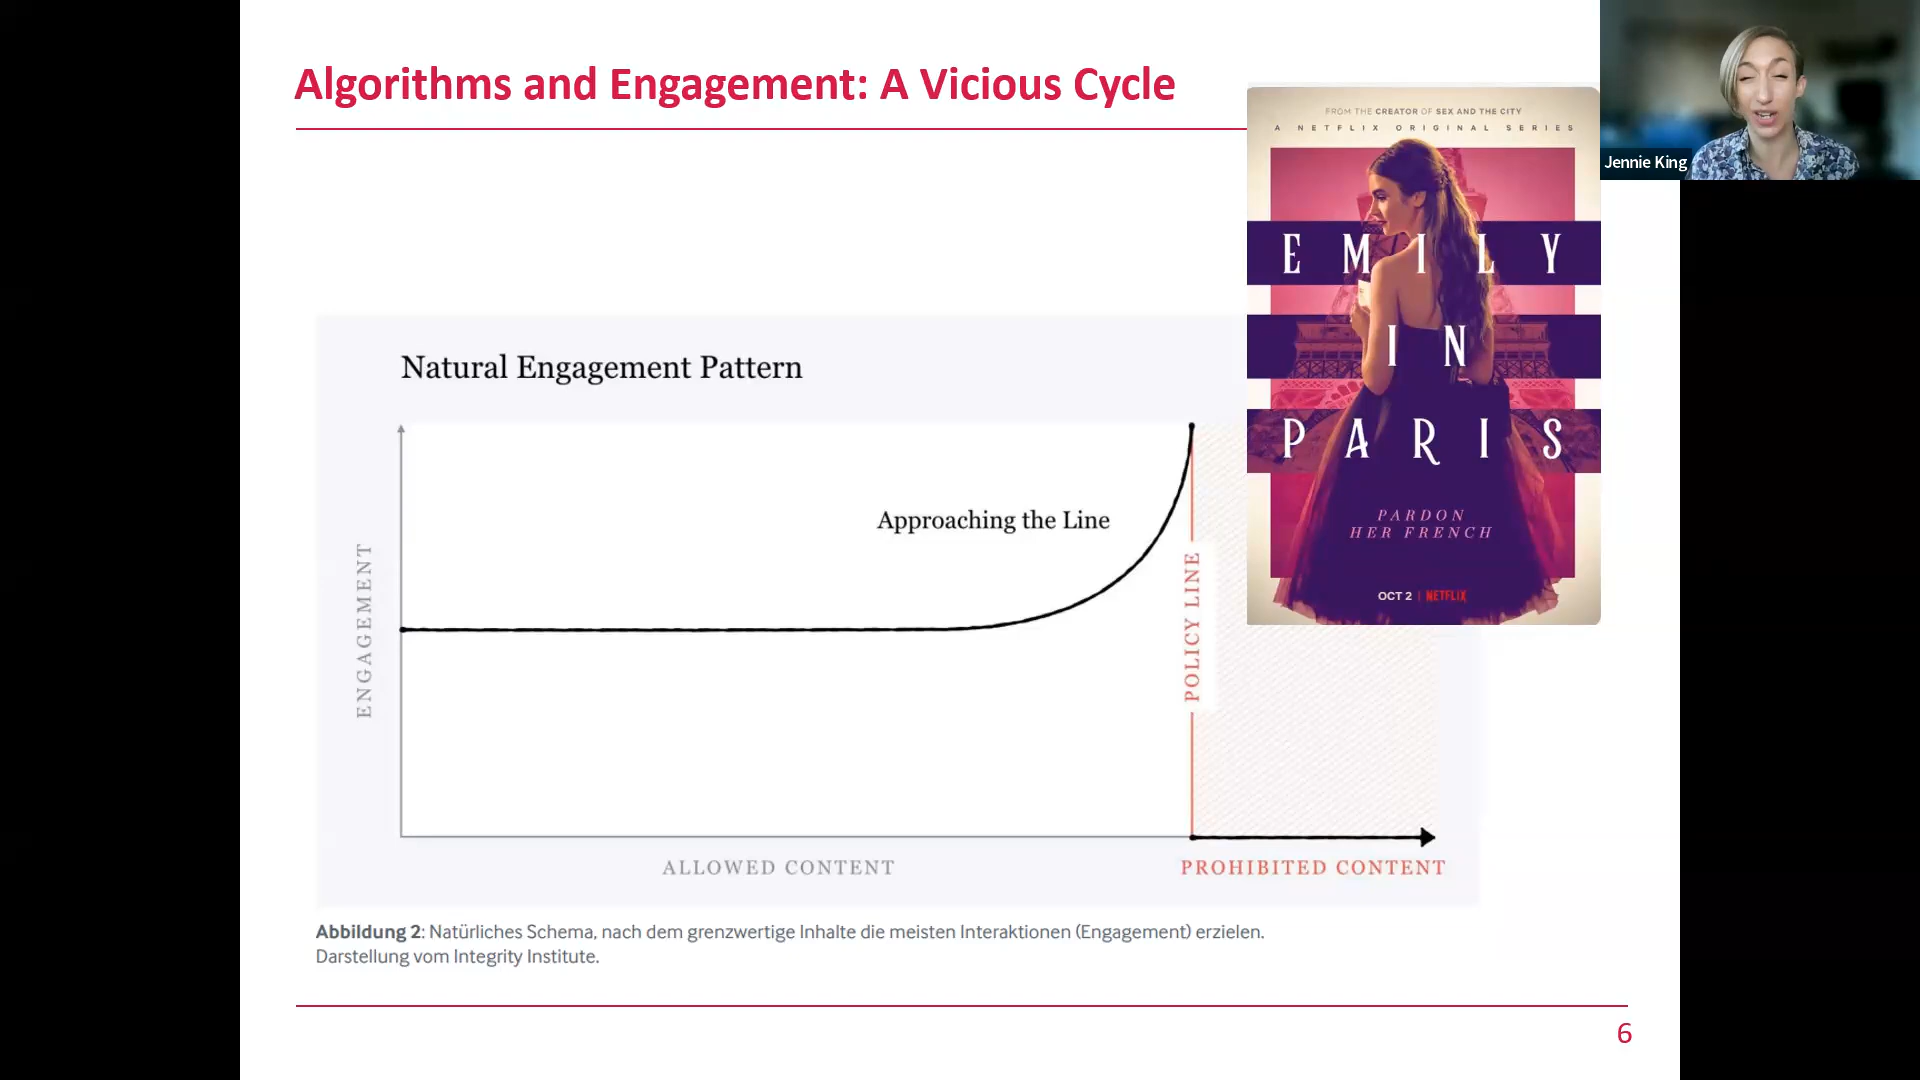 Algorithms and Engagement: A Vicious Cycle
Jennie King
FROM THE CREATOR OF SEX AND THE CITY
A NETFLIX ORIGINAL SERIES
EMILY
IN
PARIS
PARDON
HER FRENCH
OCT 2 | NETFLIX
Natural Engagement Pattern
Approaching the Line
ENGAGEMENT
POLICY LINE
ALLOWED CONTENT
PROHIBITED CONTENT
Abbildung 2: Natürliches Schema, nach dem grenzwertige Inhalte die meisten Interaktionen (Engagement) erzielen.
Darstellung vom Integrity Institute.
6